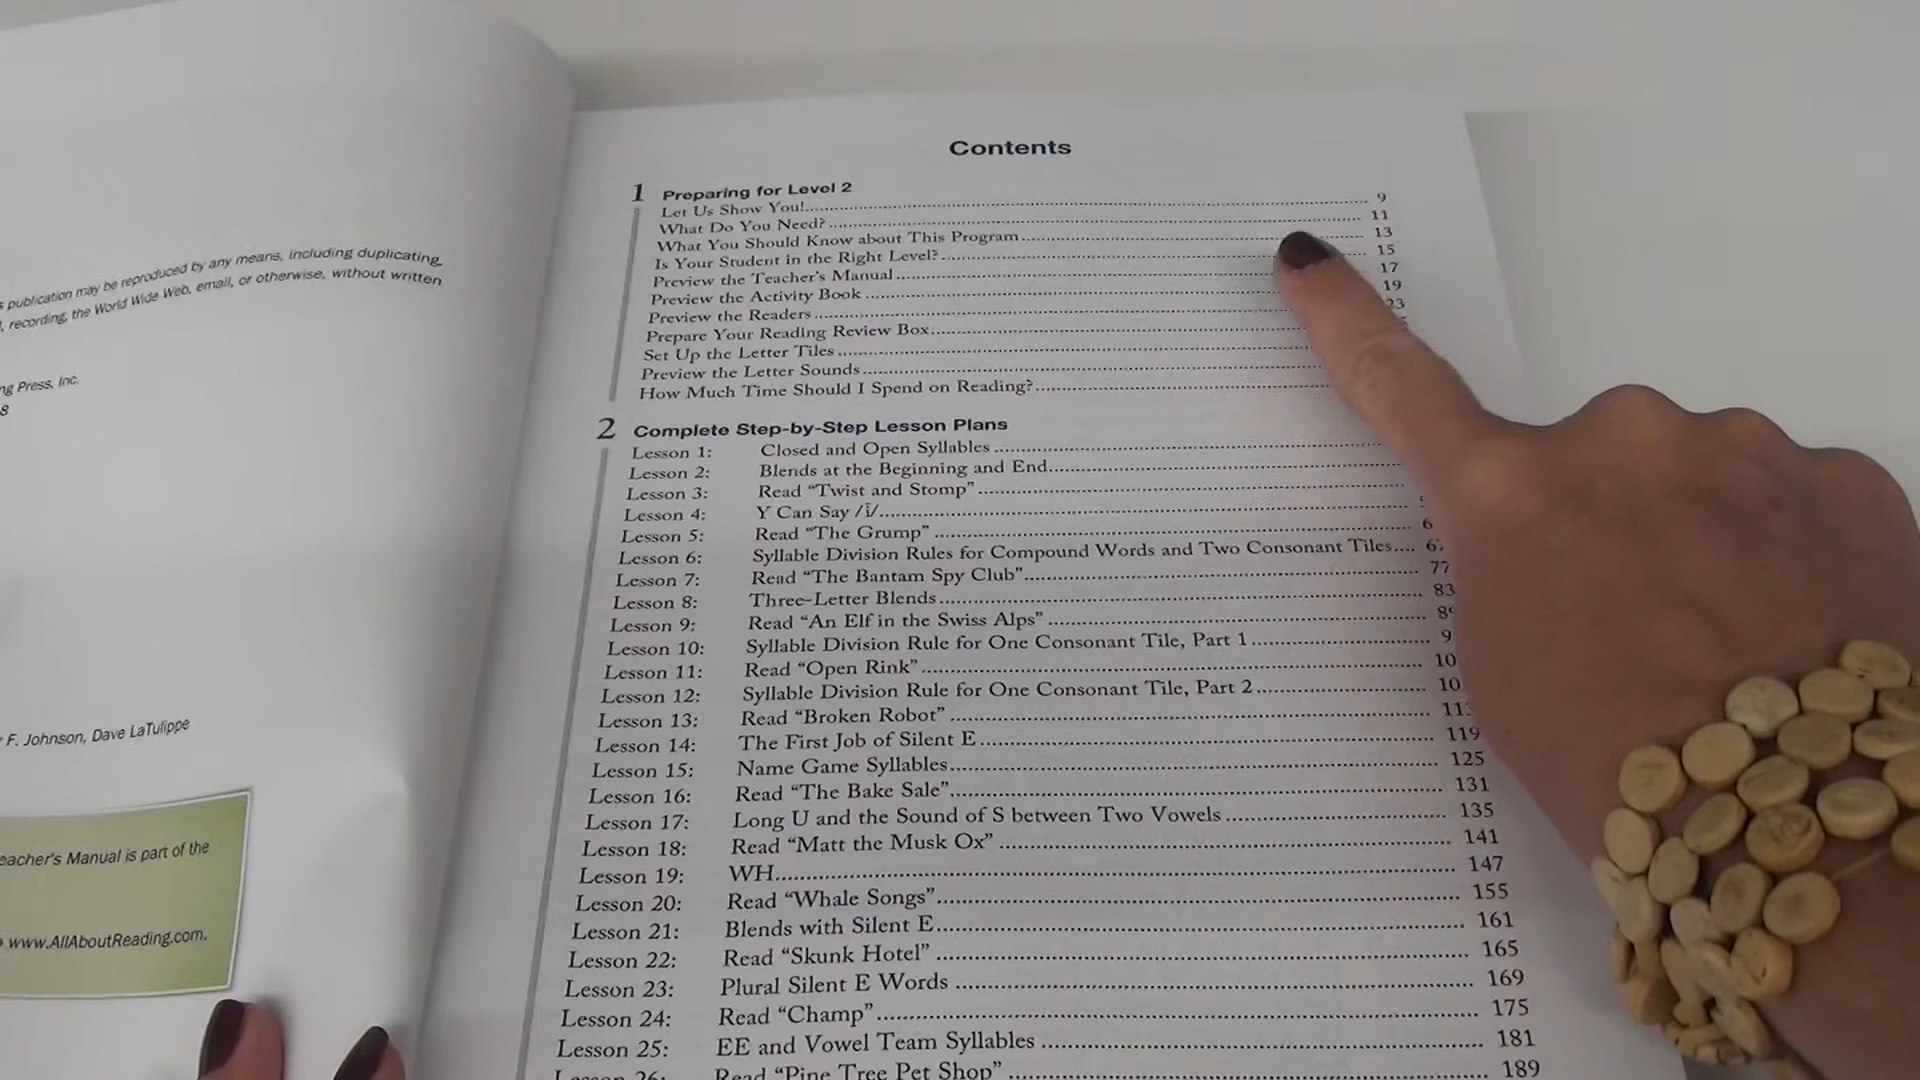 s publication may be reproduced by any means, including duplicating,
recording, the World Wide Web, email, or otherwise, without written
Press, Inc.
8
F. Johnson, Dave LaTulippe
Manual is part of the
www.AllAboutReading.com.
Contents
1 Preparing for Level 2
Let Us Show You! 9
What Do You Need? 11
What You Should Know about This Program 13
Is Your Student in the Right Level? 15
Preview the Teacher's Manual 17
Preview the Activity Book 19
Preview the Readers 23
Prepare Your Reading Review Box
Set Up the Letter Tiles
Preview the Letter Sounds
How Much Time Should I Spend on Reading?
2 Complete Step-by-Step Lesson Plans
Lesson 1: Closed and Open Syllables
Lesson 2: Blends at the Beginning and End
Lesson 3: Read “Twist and Stomp”
Lesson 4: Y Can Say /ī/
Lesson 5: Read “The Grump”
Lesson 6: Syllable Division Rules for Compound Words and Two Consonant Tiles
Lesson 7: Read “The Bantam Spy Club” 77
Lesson 8: Three-Letter Blends 83
Lesson 9: Read “An Elf in the Swiss Alps”
Lesson 10: Syllable Division Rule for One Consonant Tile, Part 1
Lesson 11: Read “Open Rink”
Lesson 12: Syllable Division Rule for One Consonant Tile, Part 2
Lesson 13: Read “Broken Robot” 113
Lesson 14: The First Job of Silent E 119
Lesson 15: Name Game Syllables 125
Lesson 16: Read “The Bake Sale” 131
Lesson 17: Long U and the Sound of S between Two Vowels 135
Lesson 18: Read “Matt the Musk Ox” 141
Lesson 19: WH 147
Lesson 20: Read “Whale Songs” 155
Lesson 21: Blends with Silent E 161
Lesson 22: Read “Skunk Hotel” 165
Lesson 23: Plural Silent E Words 169
Lesson 24: Read “Champ” 175
Lesson 25: EE and Vowel Team Syllables 181
Lesson 26: Read “Pine Tree Pet Shop” 189